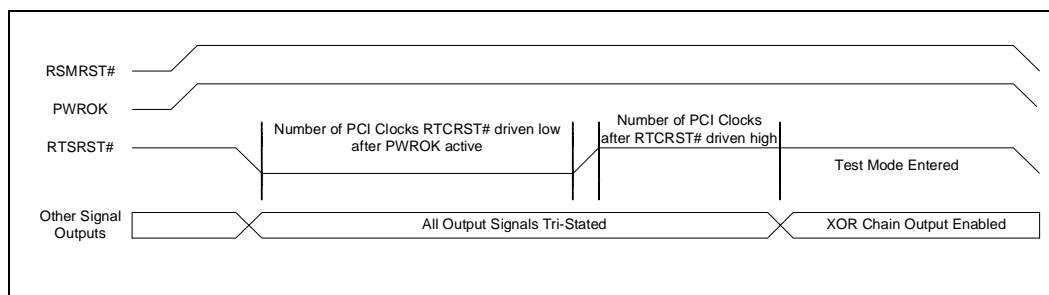 RSMRST#
PWROK
Number of PCI Clocks RTCRST# driven low
after PWROK active
Number of PCI Clocks
after RTCRST# driven high
RTSRST#
Test Mode Entered
Other Signal
Outputs
All Output Signals Tri-Stated
XOR Chain Output Enabled